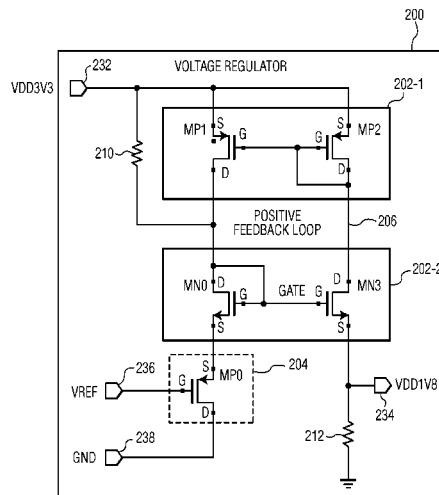 200
232
VOLTAGE REGULATOR
VDD3V3
202-1
S
S
MP1
G
G
MP2
210
D
D
POSITIVE
FEEDBACK LOOP
206
202-2
D
D
MN0
G
GATE
G
MN3
S
S
204
236
S
VREF
G
MP0
VDD1V8
234
238
D
212
GND